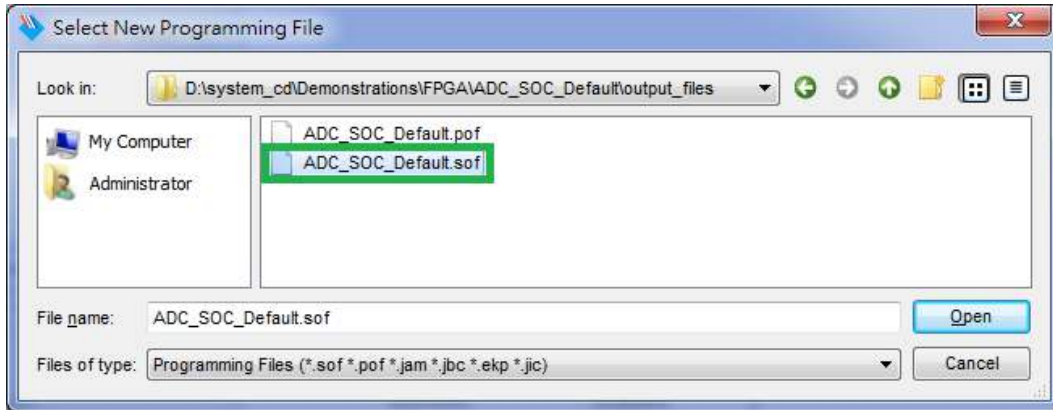 Select New Programming File
Look in: D:\system_cd\Demonstrations\FPGA\ADC_SOC_Default\output_files
My Computer
Administrator
ADC_SOC_Default.pof
ADC_SOC_Default.sof
File name: ADC_SOC_Default.sof
Open
Files of type: Programming Files (*.sof *.pof *.jam *.jbc *.ekp *.jic)
Cancel